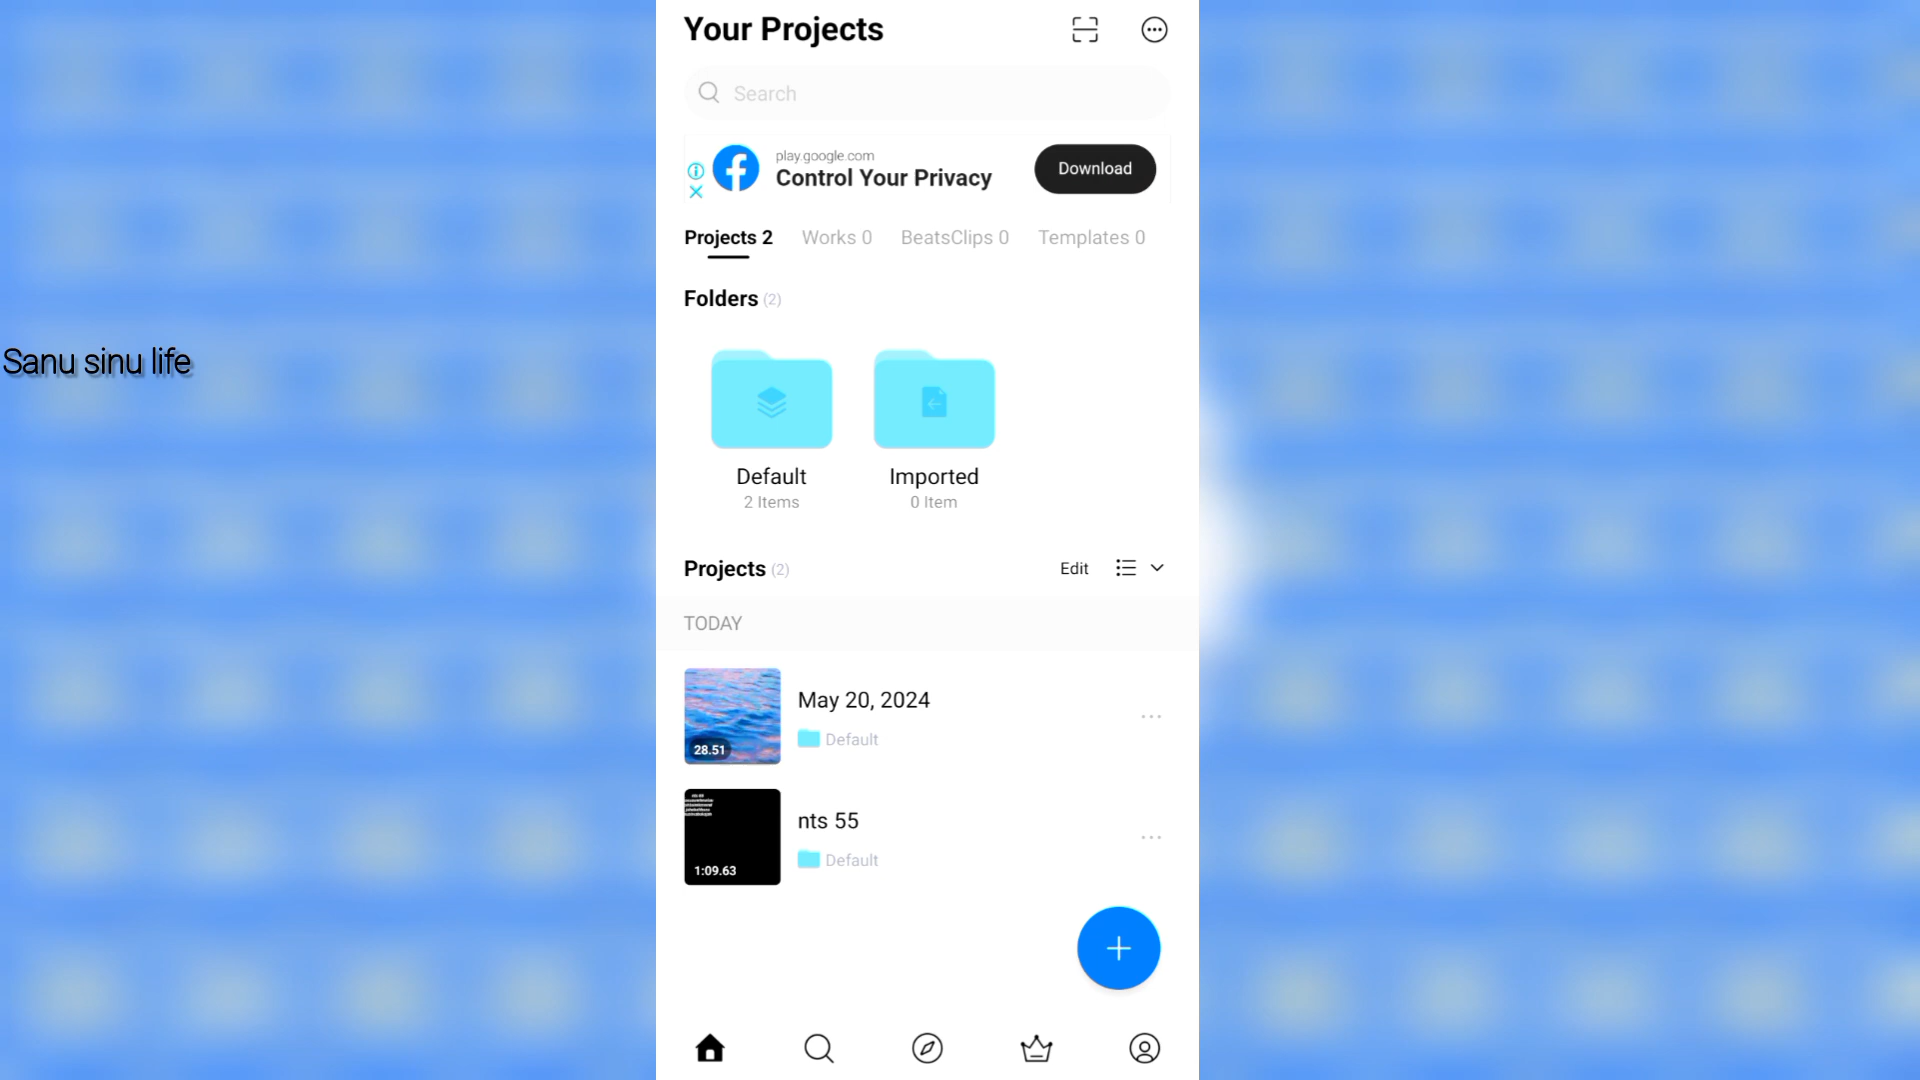 Your Projects
Search
play.google.com
Control Your Privacy
Download
Projects 2 Works 0 BeatsClips 0 Templates 0
Folders (2)
Sanu sinu life
Default Imported
2 Items 0 Item
Projects (2) Edit
TODAY
May 20, 2024
Default
28.51
nts 55
Default
1:09.63